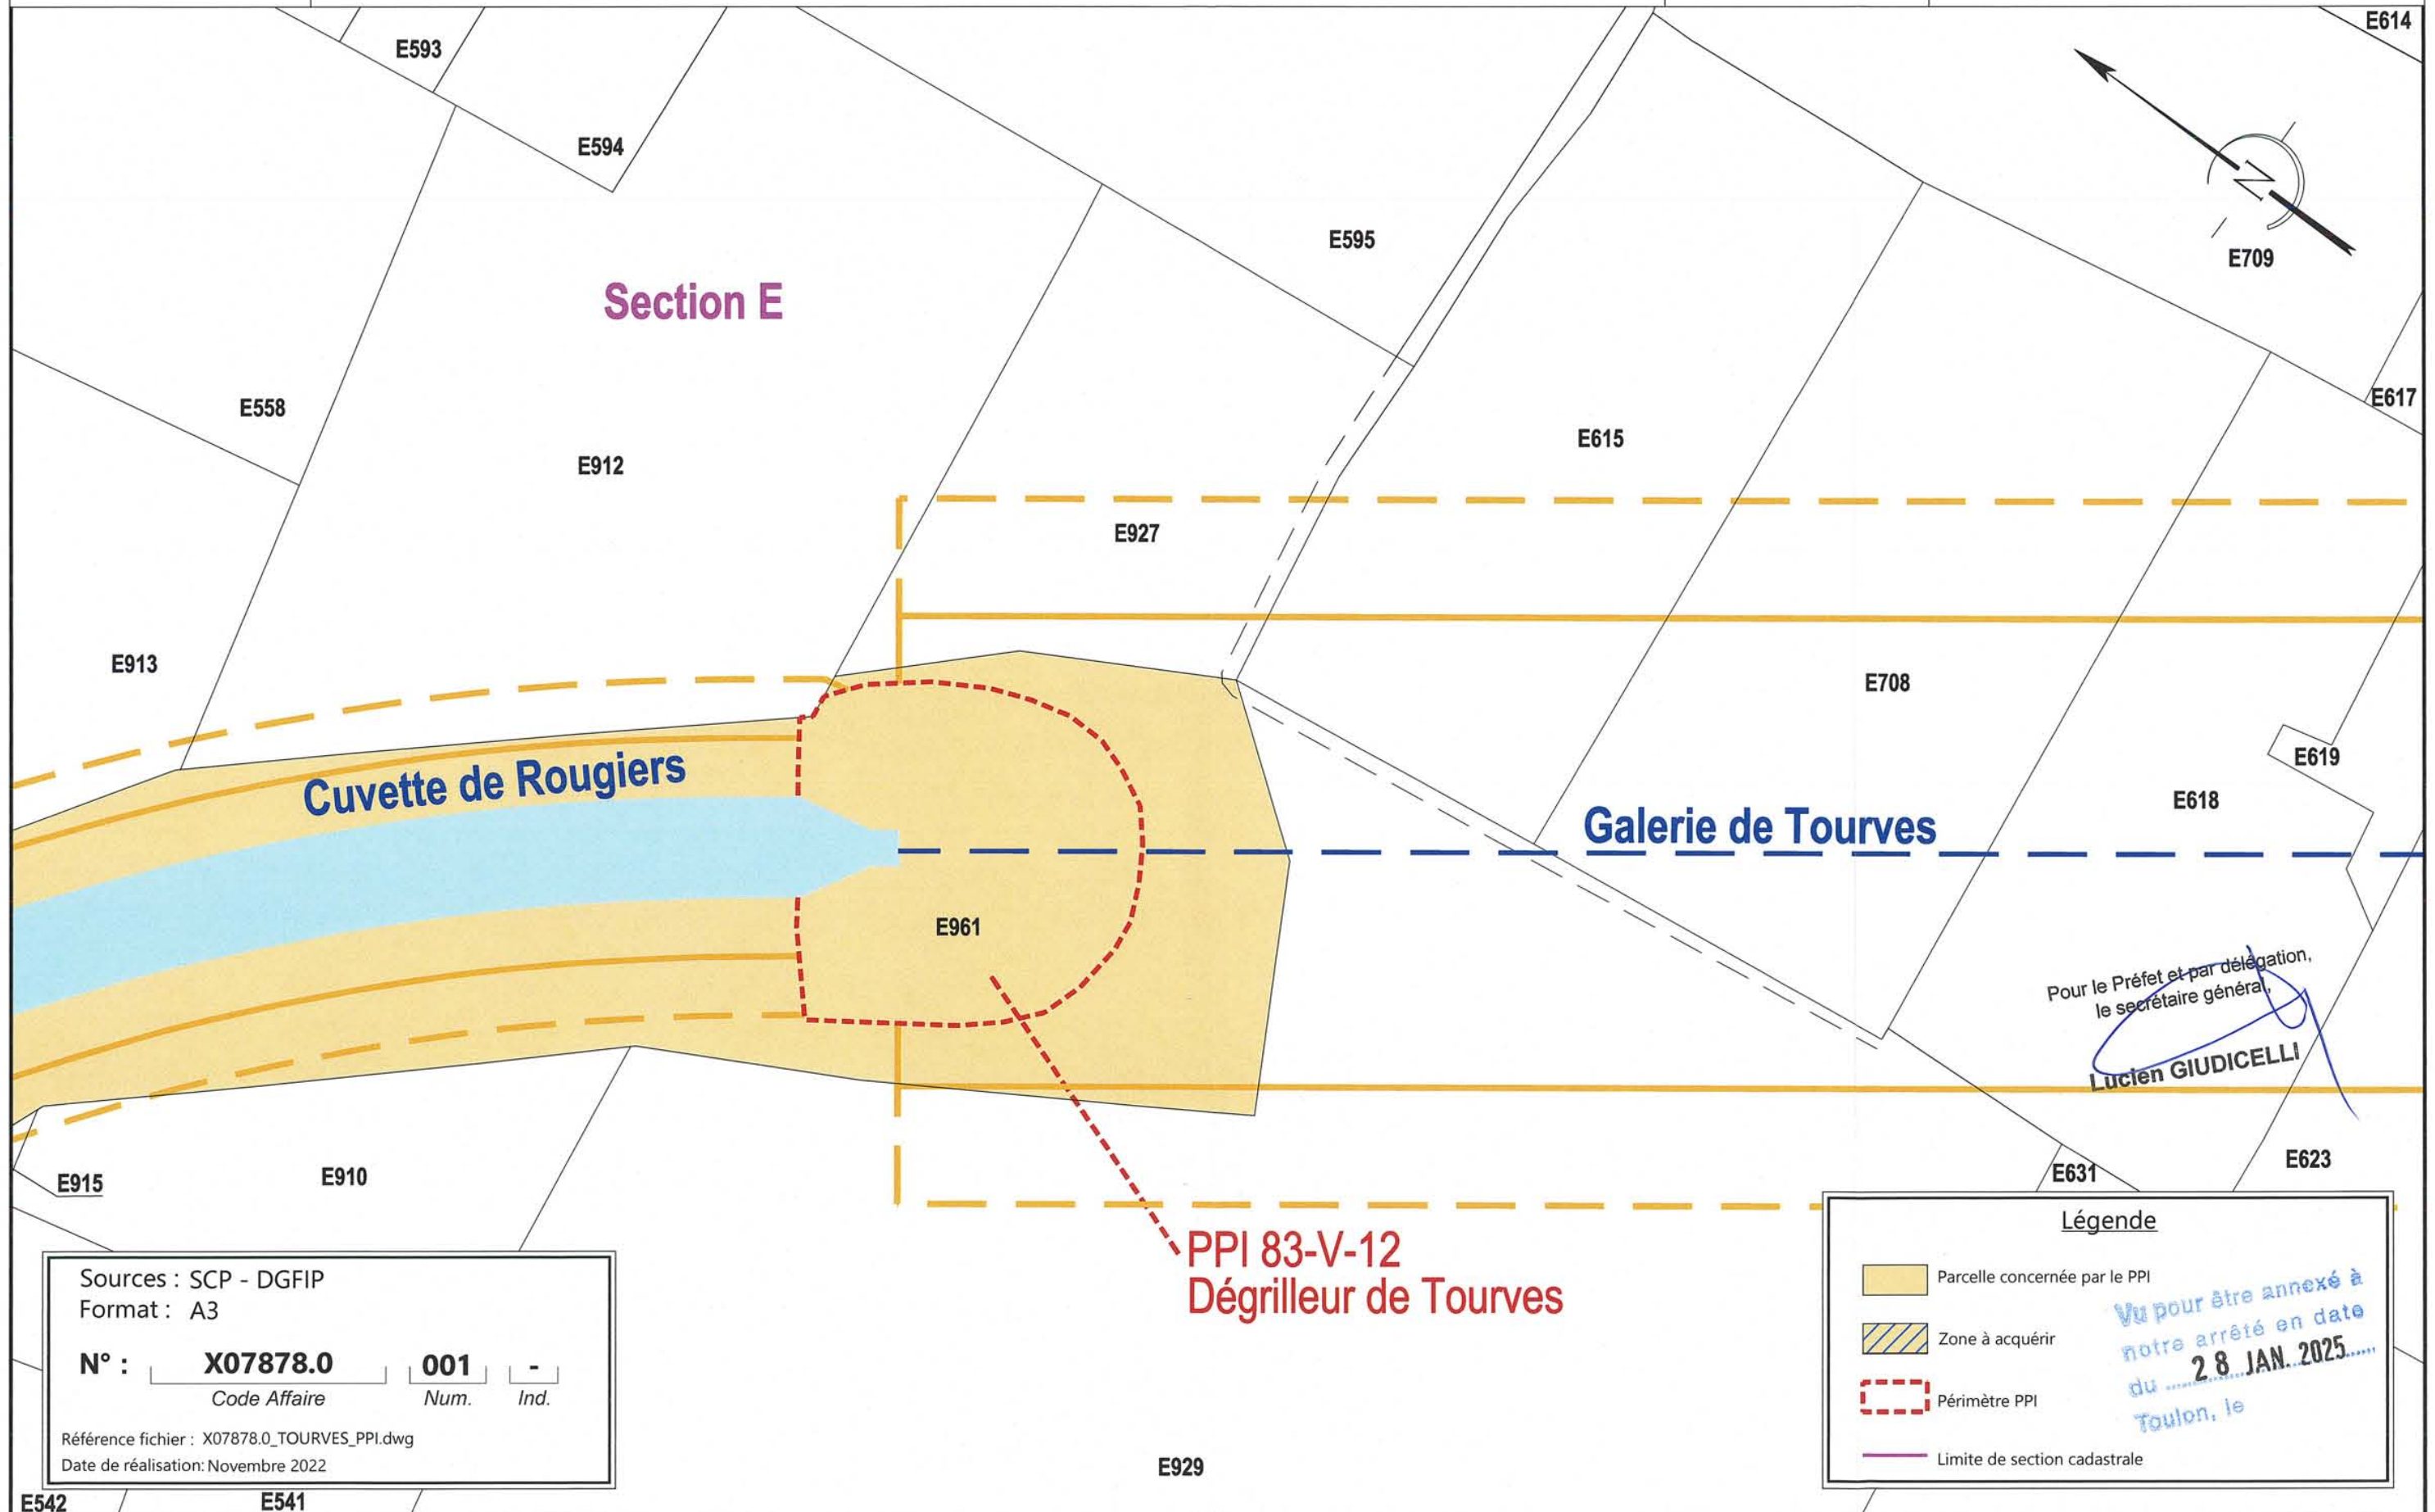 E593
E614
E594
E595
N
E709
Section E
E558
E617
E912
E615
E927
E913
E708
E619
Cuvette de Rougiers
E618
Galerie de Tourves
E961
Pour le Préfet et par délégation,
le secrétaire général,
Lucien GIUDICELLI
E915
E910
E631
E623
PPI 83-V-12
Dégrilleur de Tourves
Sources : SCP - DGFIP
Format : A3
N° : X07878.0 001 -
Code Affaire Num. Ind.
Référence fichier : X07878.0_TOURVES_PPI.dwg
Date de réalisation: Novembre 2022
Légende
Parcelle concernée par le PPI
Zone à acquérir
Périmètre PPI
Limite de section cadastrale
Vu pour être annexé à
notre arrêté en date
du 28 JAN. 2025
Toulon, le
E929
E542
E541